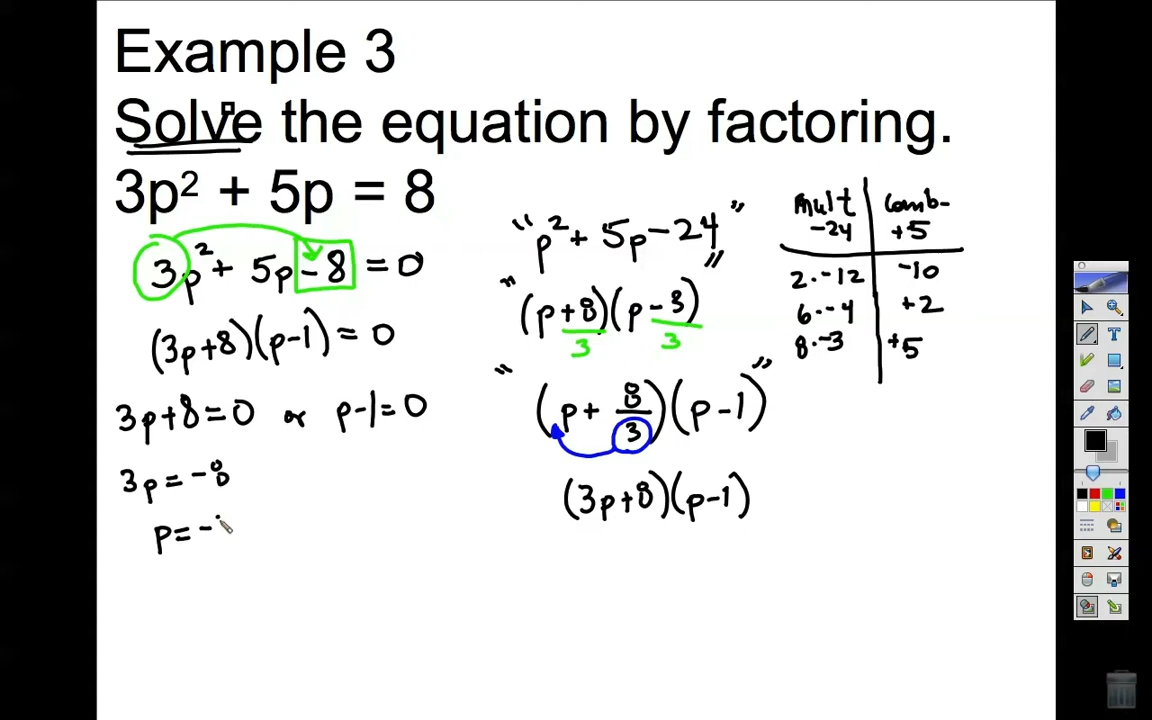 Example 3
Solve the equation by factoring.
3p² + 5p = 8
3p² + 5p - 8 = 0
(3p+8)(p-1) = 0
3p+8=0 or p-1=0
3p = -8
p = -
"p² + 5p - 24"
"(p+8)(p-3)
3 3
" (p + 8/3)(p-1)"
(3p+8)(p-1)
mult comb-
-24 +5
2·-12 -10
6·-4 +2
8·-3 +5
T